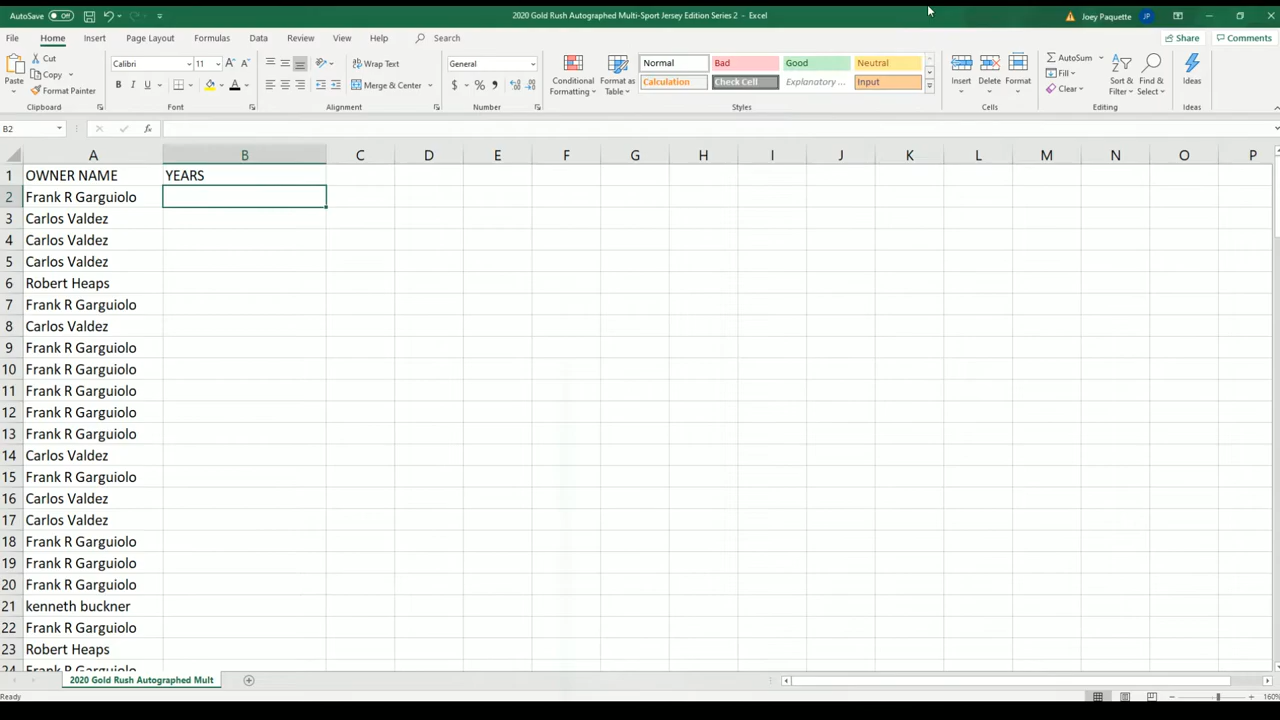 AutoSave Off 2020 Gold Rush Autographed Multi-Sport Jersey Edition Series 2 - Excel Joey Paquette JP
File Home Insert Page Layout Formulas Data Review View Help Search Share Comments
Paste Cut Copy Format Painter Clipboard
Calibri 11 A A B I U A Font
Wrap Text Merge & Center Alignment
General $ % , Number
Conditional Formatting Format as Table
Normal Bad Good Neutral
Calculation Check Cell Explanatory ... Input
Styles
Insert Delete Format Cells
AutoSum Fill Clear Sort & Filter Find & Select Editing
Ideas Ideas
B2 fx
A B C D E F G H I J K L M N O P
1 OWNER NAME YEARS
2 Frank R Garguiolo
3 Carlos Valdez
4 Carlos Valdez
5 Carlos Valdez
6 Robert Heaps
7 Frank R Garguiolo
8 Carlos Valdez
9 Frank R Garguiolo
10 Frank R Garguiolo
11 Frank R Garguiolo
12 Frank R Garguiolo
13 Frank R Garguiolo
14 Carlos Valdez
15 Frank R Garguiolo
16 Carlos Valdez
17 Carlos Valdez
18 Frank R Garguiolo
19 Frank R Garguiolo
20 Frank R Garguiolo
21 kenneth buckner
22 Frank R Garguiolo
23 Robert Heaps
24 Frank R Garguiolo
2020 Gold Rush Autographed Mult
Ready 160%